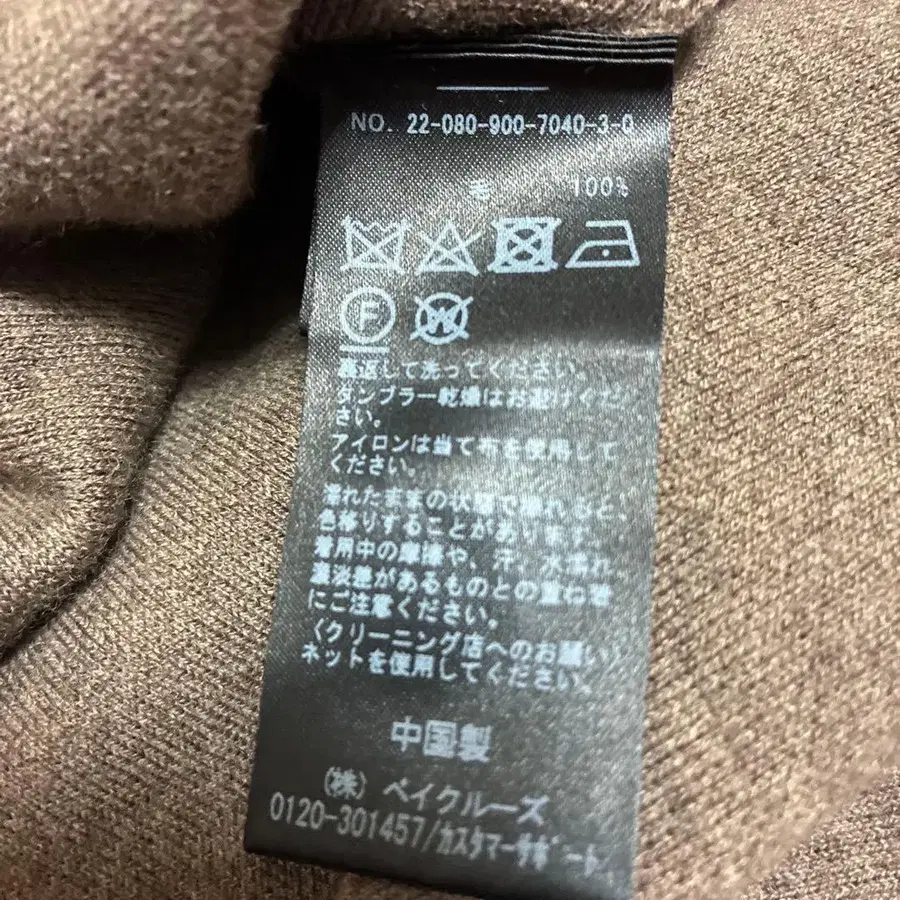 NO. 22-080-900-7040-3-0
毛 100%
F
W
裏返して洗ってください。
タンブラー乾燥はお避けくだ
さい。
アイロンは当て布を使用して
ください。
濡れたままの状態で擦れると、
色移りすることがあります。
着用中の摩擦や、汗、水濡れ、
濃淡差があるものとの重ね着
にご注意ください。
〈クリーニング店へのお願い〉
ネットを使用してください。
中国製
(株) ベイクルーズ
0120-301457/カスタマーサポート